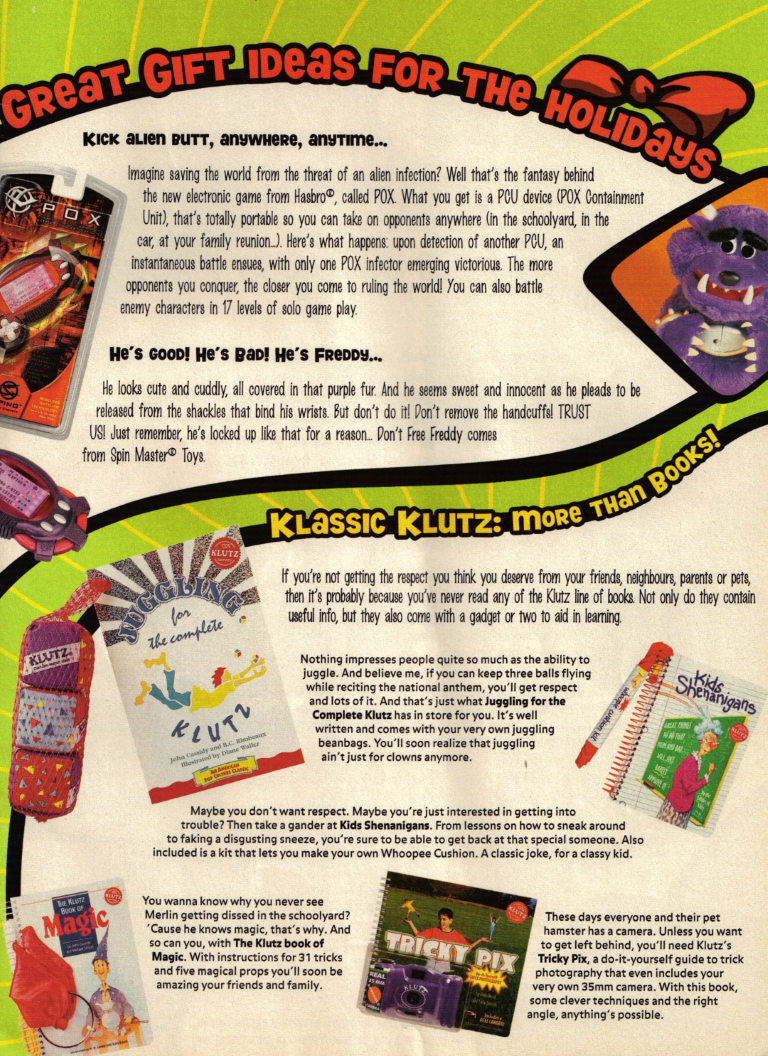 GReaT GIFT IDeas FOR THe HOLIDays
KICK aLIen BUTT, anywHeRe, anyTIme...
Imagine saving the world from the threat of an alien infection? Well that's the fantasy behind
the new electronic game from Hasbro®, called POX. What you get is a PCU device (POX Containment
Unit), that's totally portable so you can take on opponents anywhere (in the schoolyard, in the
car, at your family reunion...). Here's what happens: upon detection of another PCU, an
instantaneous battle ensues, with only one POX infector emerging victorious. The more
opponents you conquer, the closer you come to ruling the world! You can also battle
enemy characters in 17 levels of solo game play.
POX
He's GOOD! He's BaD! He's FReDDy...
He looks cute and cuddly, all covered in that purple fur. And he seems sweet and innocent as he pleads to be
released from the shackles that bind his wrists. But don't do it! Don't remove the handcuffs! TRUST
US! Just remember, he's locked up like that for a reason... Don't Free Freddy comes
from Spin Master® Toys.
KLassIC KLUTZ: mORe THan BOOKs!
If you're not getting the respect you think you deserve from your friends, neighbours, parents or pets,
then it's probably because you've never read any of the Klutz line of books. Not only do they contain
useful info, but they also come with a gadget or two to aid in learning.
KLUTZ
KLUTZ
JUGGLING
for
the complete
KLUTZ
John Cassidy and B.C. Rimbeaux
Illustrated by Diane Waller
AN AMERICAN
POP CULTURE CLASSIC
Nothing impresses people quite so much as the ability to
juggle. And believe me, if you can keep three balls flying
while reciting the national anthem, you'll get respect
and lots of it. And that's just what Juggling for the
Complete Klutz has in store for you. It's well
written and comes with your very own juggling
beanbags. You'll soon realize that juggling
ain't just for clowns anymore.
Kids
Shenanigans
Maybe you don't want respect. Maybe you're just interested in getting into
trouble? Then take a gander at Kids Shenanigans. From lessons on how to sneak around
to faking a disgusting sneeze, you're sure to be able to get back at that special someone. Also
included is a kit that lets you make your own Whoopee Cushion. A classic joke, for a classy kid.
THE KLUTZ
BOOK OF
Magic
You wanna know why you never see
Merlin getting dissed in the schoolyard?
'Cause he knows magic, that's why. And
so can you, with The Klutz book of
Magic. With instructions for 31 tricks
and five magical props you'll soon be
amazing your friends and family.
TRICKY PIX
REAL
35 MM
KLUTZ
These days everyone and their pet
hamster has a camera. Unless you want
to get left behind, you'll need Klutz's
Tricky Pix, a do-it-yourself guide to trick
photography that even includes your
very own 35mm camera. With this book,
some clever techniques and the right
angle, anything's possible.